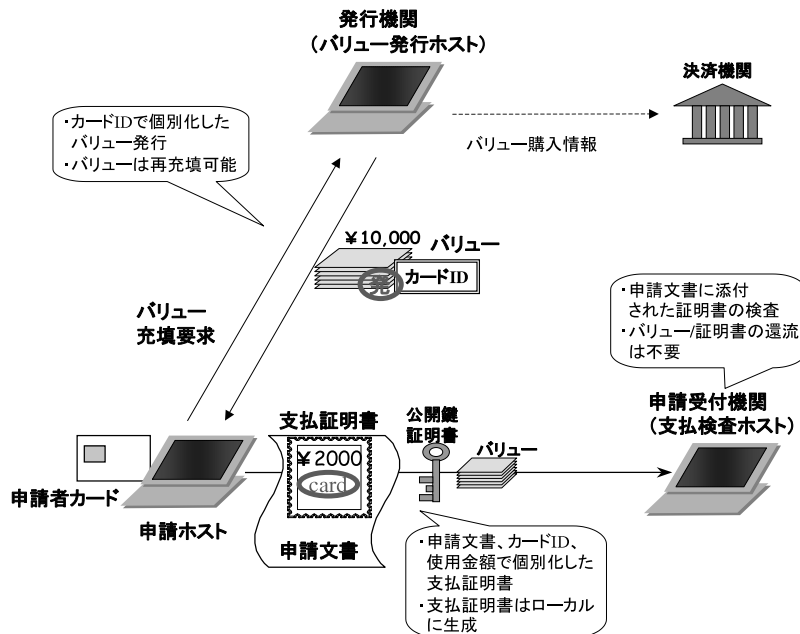 発行機関
（バリュー発行ホスト）
決済機関
・カードIDで個別化した
バリュー発行
・バリューは再充填可能
バリュー購入情報
￥10,000
バリュー
発
カードID
バリュー
充填要求
・申請文書に添付
された証明書の検査
・バリュー/証明書の還流
は不要
申請受付機関
（支払検査ホスト）
支払証明書
公開鍵
証明書
バリュー
￥2000
card
申請者カード
申請ホスト
申請文書
・申請文書、カードID、
使用金額で個別化した
支払証明書
・支払証明書はローカル
に生成